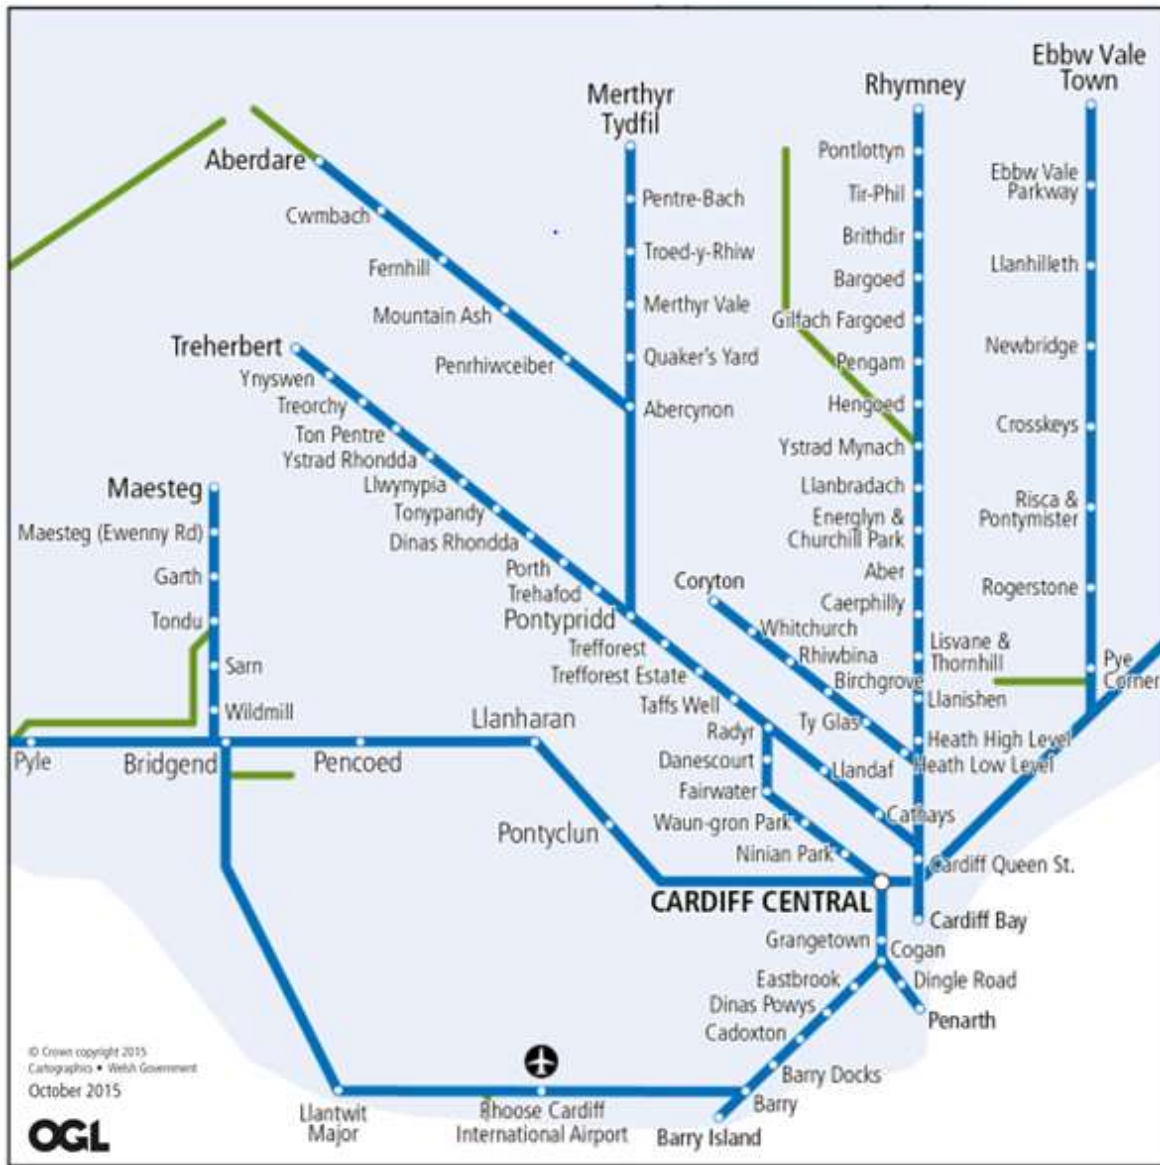 Ebbw Vale
Town
Rhymney
Merthyr
Tydfil
Aberdare
Pontlottyn
Ebbw Vale
Parkway
Tir-Phil
Pentre-Bach
Cwmbach
Brithdir
Troed-y-Rhiw
Llanhilleth
Fernhill
Bargoed
Merthyr Vale
Mountain Ash
Gilfach Fargoed
Treherbert
Newbridge
Quaker's Yard
Penrhiwceiber
Pengam
Ynyswen
Treorchy
Abercynon
Hengoed
Crosskeys
Ton Pentre
Ystrad Mynach
Ystrad Rhondda
Llwynypia
Maesteg
Llanbradach
Tonypandy
Risca &
Pontymister
Energlyn &
Churchill Park
Maesteg (Ewenny Rd)
Dinas Rhondda
Porth
Aber
Garth
Coryton
Rogerstone
Trehafod
Caerphilly
Tondu
Pontypridd
Whitchurch
Lisvane &
Thornhill
Trefforest
Rhiwbina
Sarn
Pye
Corner
Trefforest Estate
Birchgrove
Llanishen
Taffs Well
Wildmill
Llanharan
Ty Glas
Radyr
Heath High Level
Pyle
Bridgend
Pencoed
Danescourt
Llandaf
Heath Low Level
Fairwater
Cathays
Waun-gron Park
Pontyclun
Ninian Park
Cardiff Queen St.
CARDIFF CENTRAL
Cardiff Bay
Grangetown
Cogan
Eastbrook
Dingle Road
Dinas Powys
Penarth
Cadoxton
Barry Docks
Barry
Llantwit
Major
Rhoose Cardiff
International Airport
Barry Island
© Crown copyright 2015
Cartographics • Welsh Government
October 2015
OGL